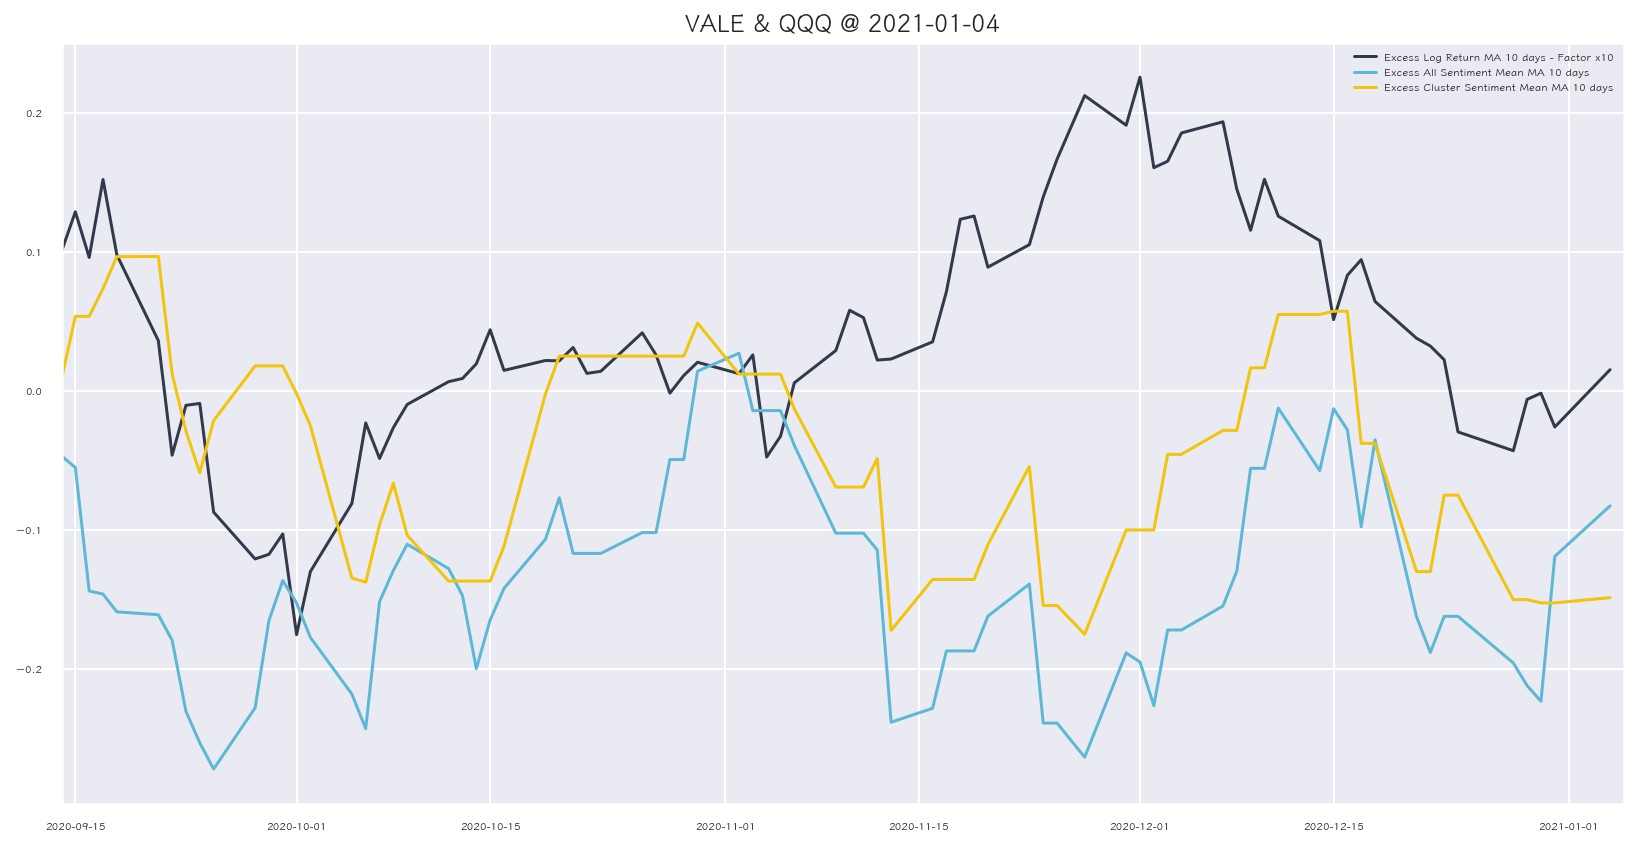 VALE & QQQ @ 2021-01-04
Excess Log Return MA 10 days - Factor x10
Excess All Sentiment Mean MA 10 days
Excess Cluster Sentiment Mean MA 10 days
0.2
0.1
0.0
−0.1
−0.2
2020-09-15 2020-10-01 2020-10-15 2020-11-01 2020-11-15 2020-12-01 2020-12-15 2021-01-01